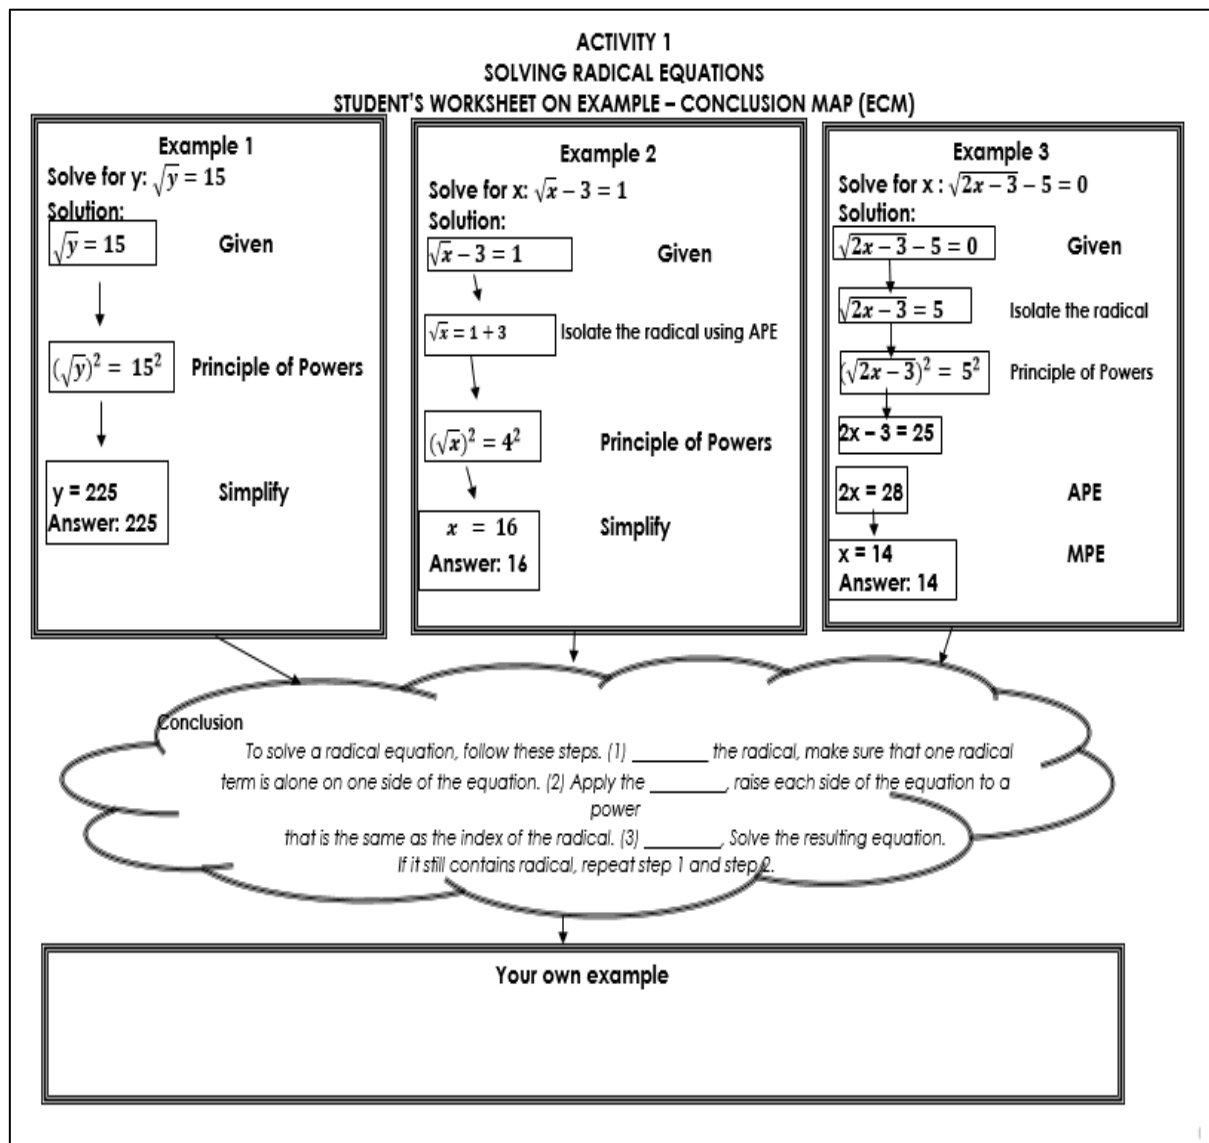 ACTIVITY 1
SOLVING RADICAL EQUATIONS
STUDENT'S WORKSHEET ON EXAMPLE – CONCLUSION MAP (ECM)
Example 1
Solve for y: √y = 15
Solution:
√y = 15 Given
(√y)² = 15² Principle of Powers
y = 225 Simplify
Answer: 225
Example 2
Solve for x: √x − 3 = 1
Solution:
√x − 3 = 1 Given
√x = 1 + 3 Isolate the radical using APE
(√x)² = 4² Principle of Powers
x = 16 Simplify
Answer: 16
Example 3
Solve for x : √(2x − 3) − 5 = 0
Solution:
√(2x − 3) − 5 = 0 Given
√(2x − 3) = 5 Isolate the radical
(√(2x − 3))² = 5² Principle of Powers
2x – 3 = 25
2x = 28 APE
x = 14 MPE
Answer: 14
Conclusion
To solve a radical equation, follow these steps. (1) ________ the radical, make sure that one radical
term is alone on one side of the equation. (2) Apply the ________, raise each side of the equation to a
power
that is the same as the index of the radical. (3) ________, Solve the resulting equation.
If it still contains radical, repeat step 1 and step 2.
Your own example